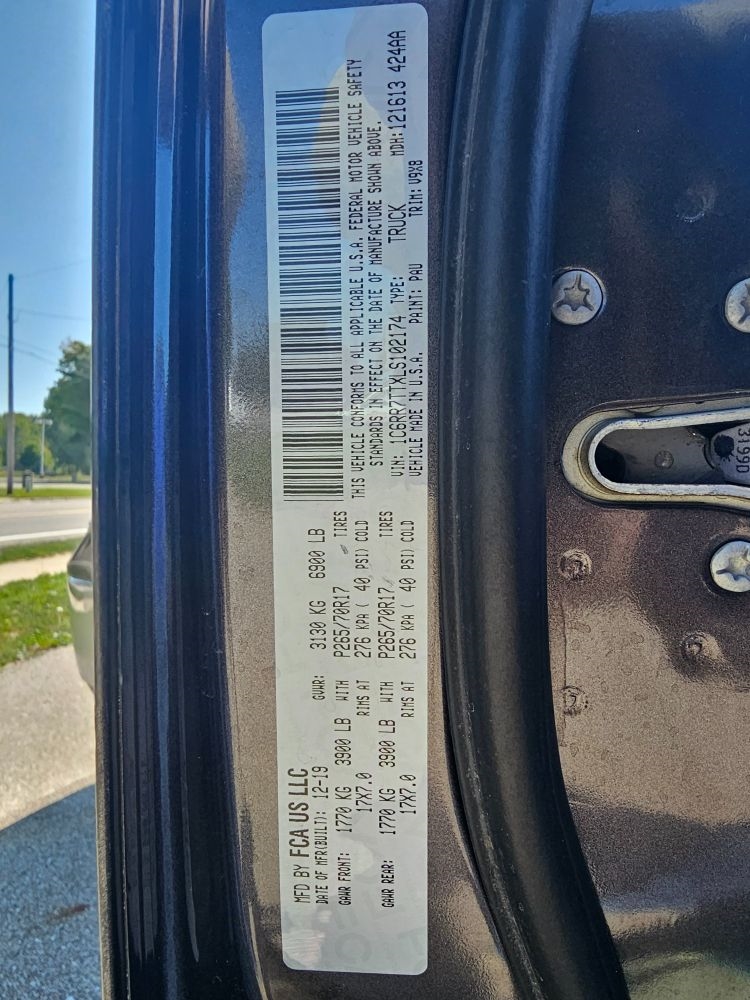 MFD BY FCA US LLC
DATE OF MFR(BUILT): 12-19 GVWR: 3130 KG 6900 LB
GAWR FRONT: 1770 KG 3900 LB WITH P265/70R17 TIRES
17X7.0 RIMS AT 276 KPA ( 40 PSI) COLD
GAWR REAR: 1770 KG 3900 LB WITH P265/70R17 TIRES
17X7.0 RIMS AT 276 KPA ( 40 PSI) COLD
THIS VEHICLE CONFORMS TO ALL APPLICABLE U.S.A. FEDERAL MOTOR VEHICLE SAFETY
STANDARDS IN EFFECT ON THE DATE OF MANUFACTURE SHOWN ABOVE.
VIN: 1C6RR7TTXLS102174 TYPE: TRUCK MDH: 121613 424AA
VEHICLE MADE IN U.S.A. PAINT: PAU TRIM: V9X8
3199D